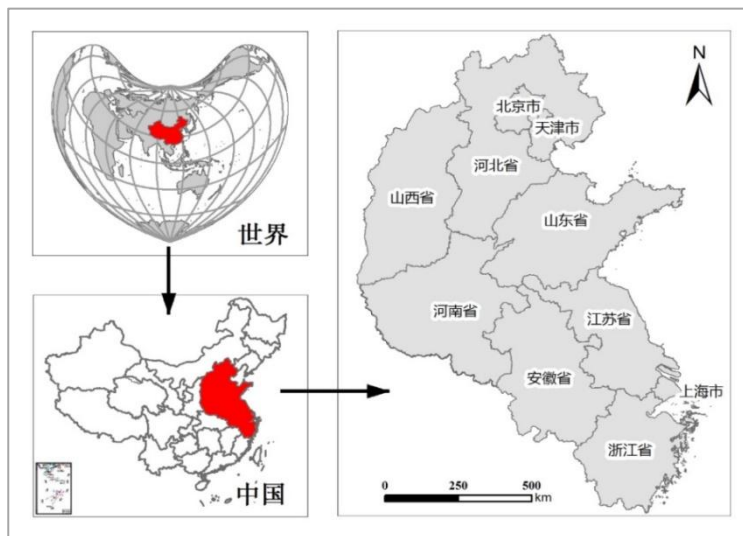 世界
中国
N
北京市
天津市
河北省
山西省
山东省
河南省
江苏省
安徽省
上海市
浙江省
0 250 500
km